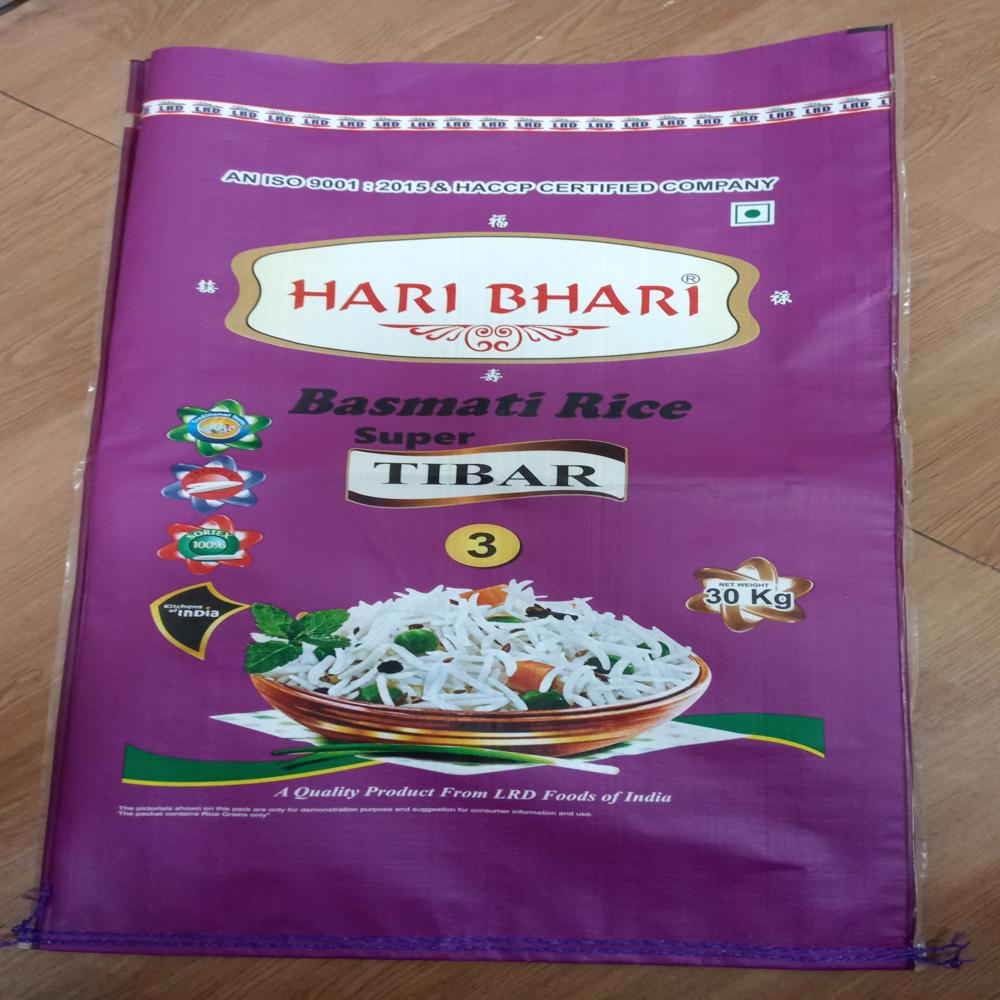 LRD LRD LRD LRD LRD LRD LRD LRD LRD LRD LRD LRD LRD LRD LRD LRD LRD LRD LRD LRD
AN ISO 9001 : 2015 & HACCP CERTIFIED COMPANY
福
囍
HARI BHARI®
祿
壽
Basmati Rice
Super
TIBAR
3
Traditional
SORTEX
100%
NET WEIGHT
30 Kg
Kitchens
of INDIA
A Quality Product From LRD Foods of India
The pictorials shown on this pack are only for demonstration purpose and suggestion for consumer information and use.
The packet contains Rice Grains only"